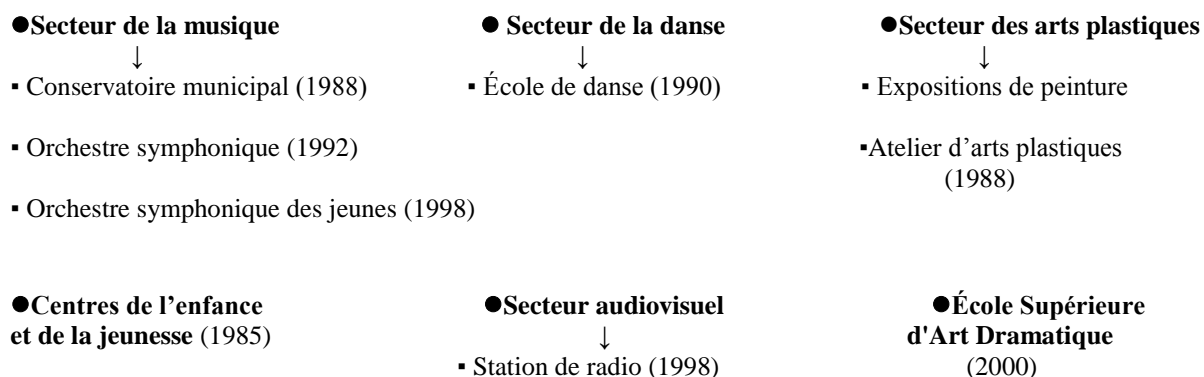 ●Secteur de la musique
↓
▪ Conservatoire municipal (1988)
▪ Orchestre symphonique (1992)
▪ Orchestre symphonique des jeunes (1998)
● Secteur de la danse
↓
▪ École de danse (1990)
●Secteur des arts plastiques
↓
▪ Expositions de peinture
▪Atelier d’arts plastiques
(1988)
●Centres de l’enfance
et de la jeunesse (1985)
●Secteur audiovisuel
↓
▪ Station de radio (1998)
●École Supérieure
d'Art Dramatique
(2000)